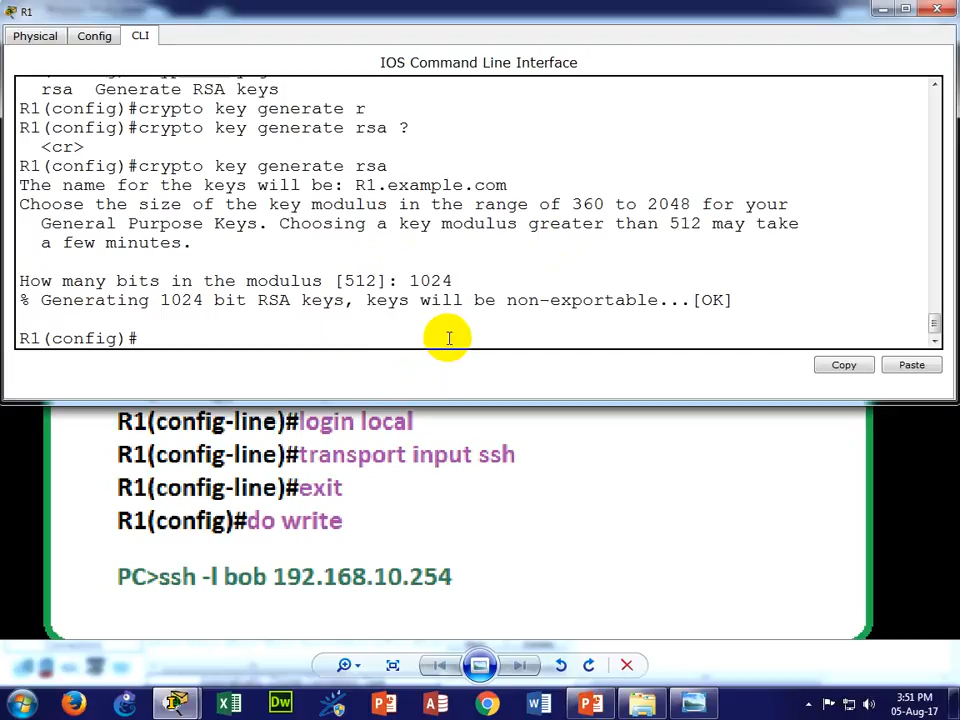 R1
Physical
Config
CLI
IOS Command Line Interface
rsa  Generate RSA keys
R1(config)#crypto key generate r
R1(config)#crypto key generate rsa ?
<cr>
R1(config)#crypto key generate rsa
The name for the keys will be: R1.example.com
Choose the size of the key modulus in the range of 360 to 2048 for your
General Purpose Keys. Choosing a key modulus greater than 512 may take
a few minutes.
How many bits in the modulus [512]: 1024
% Generating 1024 bit RSA keys, keys will be non-exportable...[OK]
R1(config)#
Copy
Paste
R1(config-line)#login local
R1(config-line)#transport input ssh
R1(config-line)#exit
R1(config)#do write
PC>ssh -l bob 192.168.10.254
Dw
3:51 PM
05-Aug-17